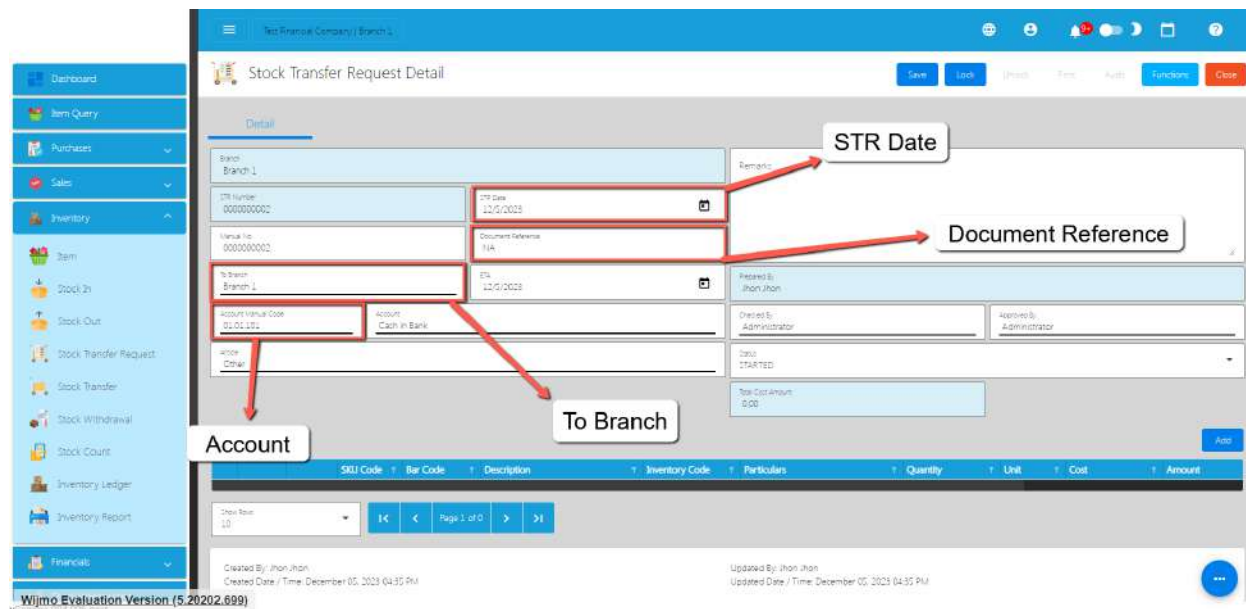 Test Financial Company | Branch 1
9+
Dashboard
Item Query
Purchases
Sales
Inventory
Item
Stock In
Stock Out
Stock Transfer Request
Stock Transfer
Stock Withdrawal
Stock Count
Inventory Ledger
Inventory Report
Financials
Stock Transfer Request Detail
Save Lock Unlock Print Audit Functions Close
Detail
STR Date
Branch
Branch 1
Remarks
STR Number
0000000002
STR Date
12/5/2023
Manual No.
0000000002
Document Reference
NA
Document Reference
To Branch
Branch 1
ETA
12/5/2023
Prepared By
Jhon Jhon
Account Manual Code
01.01.101
Account
Cash in Bank
Checked By
Administrator
Approved By
Administrator
Article
Other
Status
STARTED
Total Cost Amount
0.00
To Branch
Account
Add
SKU Code Bar Code Description Inventory Code Particulars Quantity Unit Cost Amount
Show Rows
10
Page 1 of 0
Created By: Jhon Jhon
Created Date / Time: December 05, 2023 04:35 PM
Updated By: Jhon Jhon
Updated Date / Time: December 05, 2023 04:35 PM
Wijmo Evaluation Version (5.20202.699)